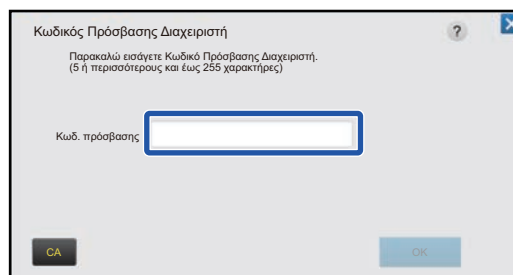 Κωδικός Πρόσβασης Διαχειριστή
?
Παρακαλώ εισάγετε Κωδικό Πρόσβασης Διαχειριστή.
(5 ή περισσότερους και έως 255 χαρακτήρες)
Κωδ. πρόσβασης
CA
OK